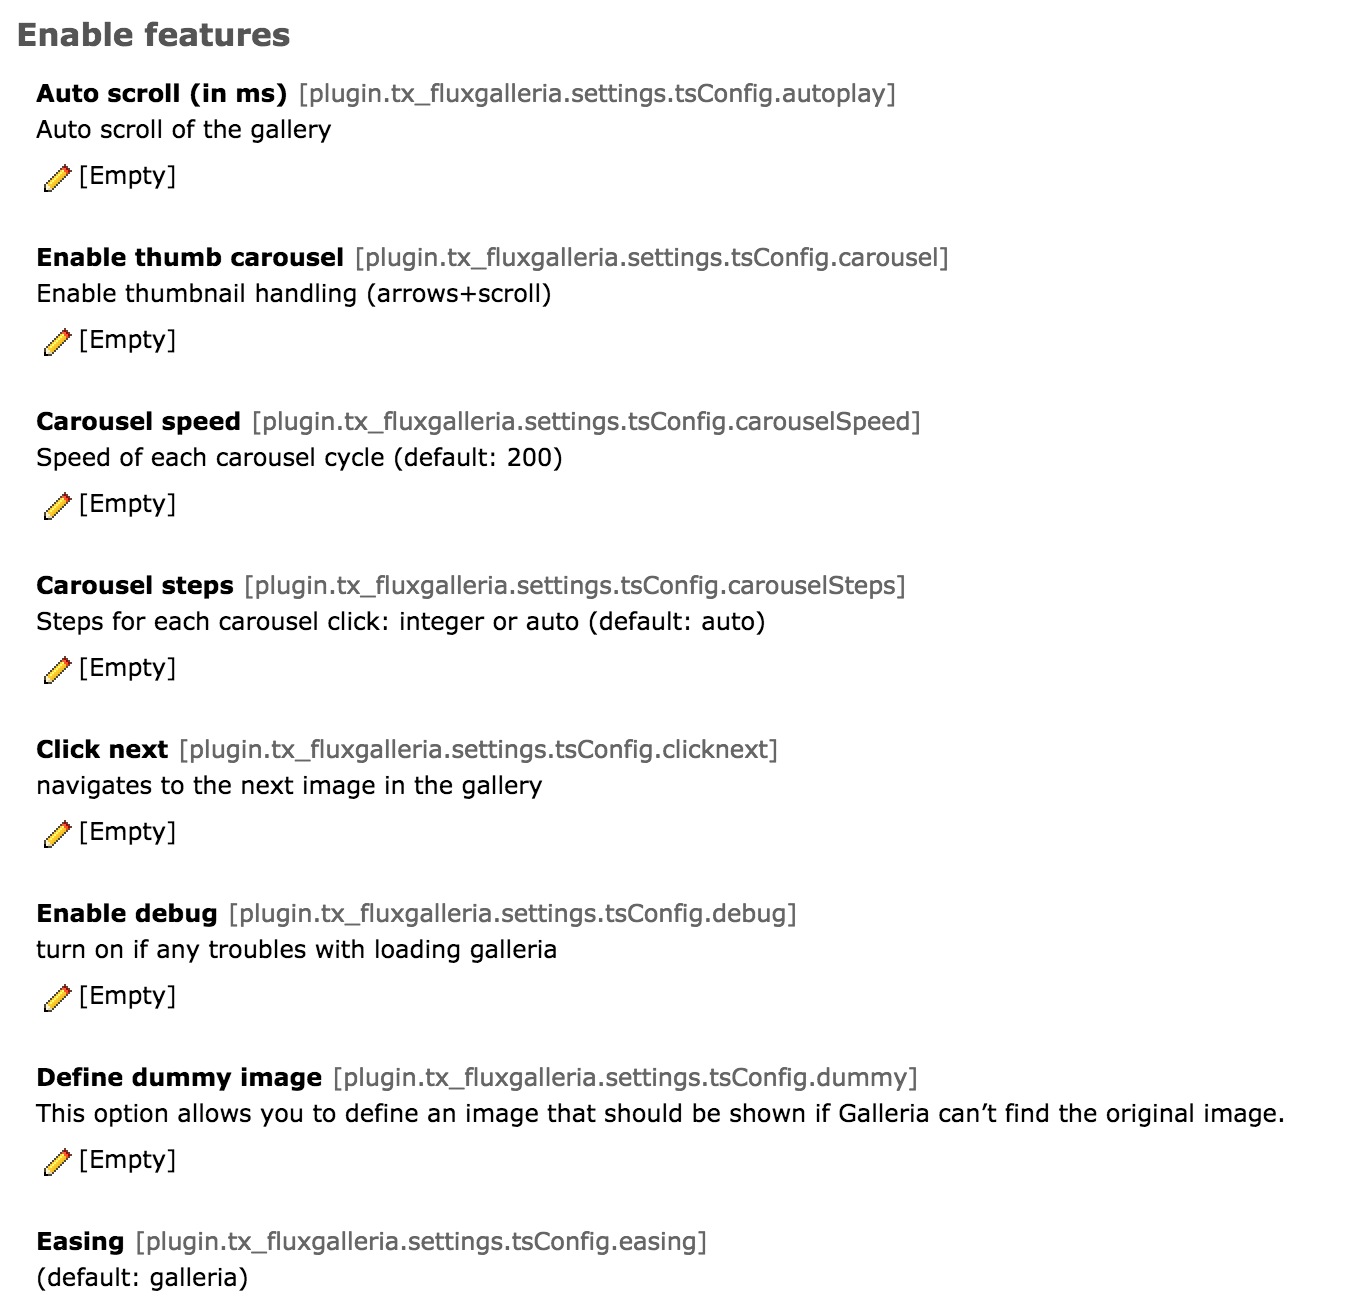 Enable features
Auto scroll (in ms) [plugin.tx_fluxgalleria.settings.tsConfig.autoplay]
Auto scroll of the gallery
[Empty]
Enable thumb carousel [plugin.tx_fluxgalleria.settings.tsConfig.carousel]
Enable thumbnail handling (arrows+scroll)
[Empty]
Carousel speed [plugin.tx_fluxgalleria.settings.tsConfig.carouselSpeed]
Speed of each carousel cycle (default: 200)
[Empty]
Carousel steps [plugin.tx_fluxgalleria.settings.tsConfig.carouselSteps]
Steps for each carousel click: integer or auto (default: auto)
[Empty]
Click next [plugin.tx_fluxgalleria.settings.tsConfig.clicknext]
navigates to the next image in the gallery
[Empty]
Enable debug [plugin.tx_fluxgalleria.settings.tsConfig.debug]
turn on if any troubles with loading galleria
[Empty]
Define dummy image [plugin.tx_fluxgalleria.settings.tsConfig.dummy]
This option allows you to define an image that should be shown if Galleria can’t find the original image.
[Empty]
Easing [plugin.tx_fluxgalleria.settings.tsConfig.easing]
(default: galleria)